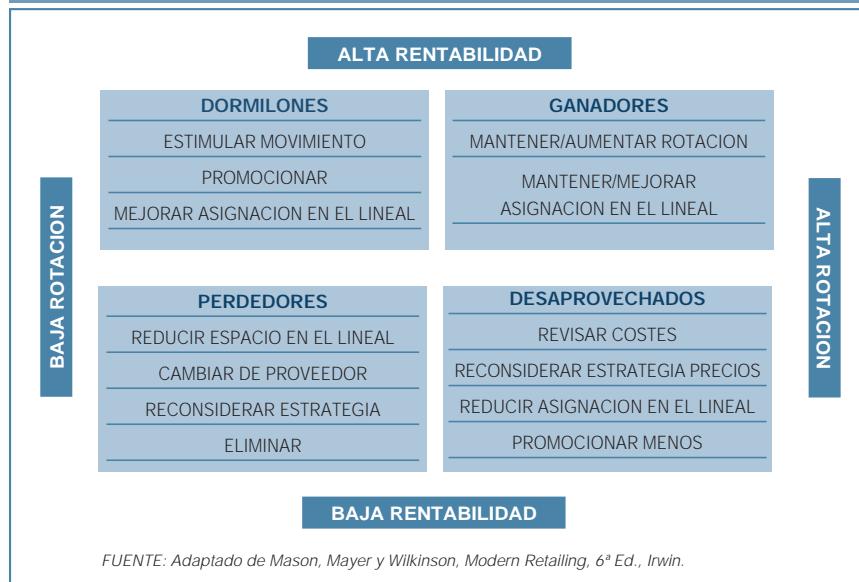 ALTA RENTABILIDAD
DORMILONES
ESTIMULAR MOVIMIENTO
PROMOCIONAR
MEJORAR ASIGNACION EN EL LINEAL
GANADORES
MANTENER/AUMENTAR ROTACION
MANTENER/MEJORAR
ASIGNACION EN EL LINEAL
BAJA ROTACION
ALTA ROTACION
PERDEDORES
REDUCIR ESPACIO EN EL LINEAL
CAMBIAR DE PROVEEDOR
RECONSIDERAR ESTRATEGIA
ELIMINAR
DESAPROVECHADOS
REVISAR COSTES
RECONSIDERAR ESTRATEGIA PRECIOS
REDUCIR ASIGNACION EN EL LINEAL
PROMOCIONAR MENOS
BAJA RENTABILIDAD
FUENTE: Adaptado de Mason, Mayer y Wilkinson, Modern Retailing, 6ª Ed., Irwin.